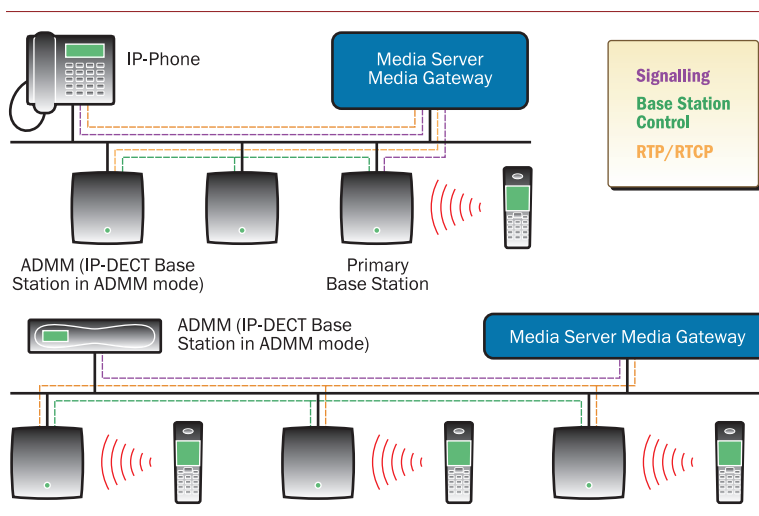 IP-Phone
Media Server
Media Gateway
Signalling
Base Station
Control
RTP/RTCP
ADMM (IP-DECT Base
Station in ADMM mode)
Primary
Base Station
ADMM (IP-DECT Base
Station in ADMM mode)
Media Server Media Gateway